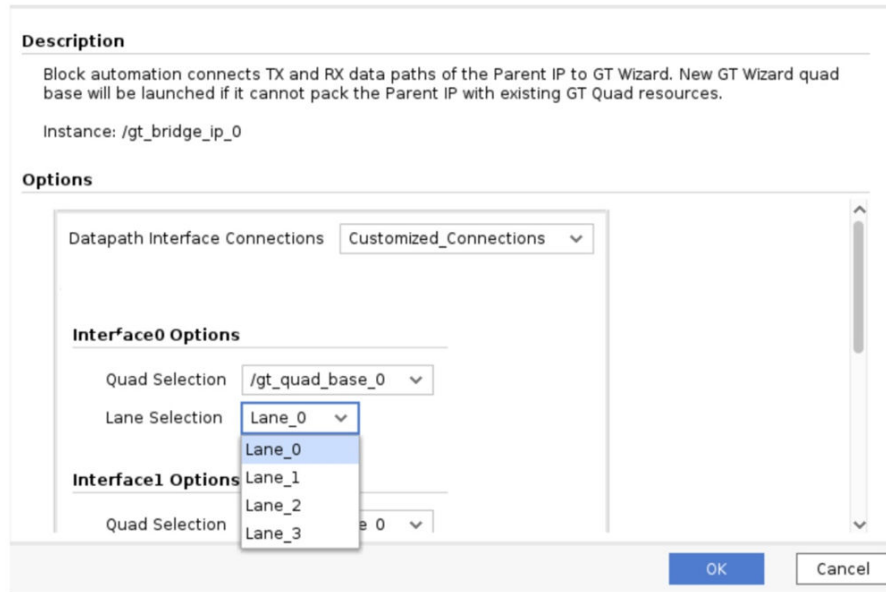 Description
Block automation connects TX and RX data paths of the Parent IP to GT Wizard. New GT Wizard quad
base will be launched if it cannot pack the Parent IP with existing GT Quad resources.
Instance: /gt_bridge_ip_0
Options
Datapath Interface Connections Customized_Connections
Interface0 Options
Quad Selection /gt_quad_base_0
Lane Selection Lane_0
Lane_0
Lane_1
Interface1 Options
Lane_2
Quad Selection e_0
Lane_3
OK Cancel